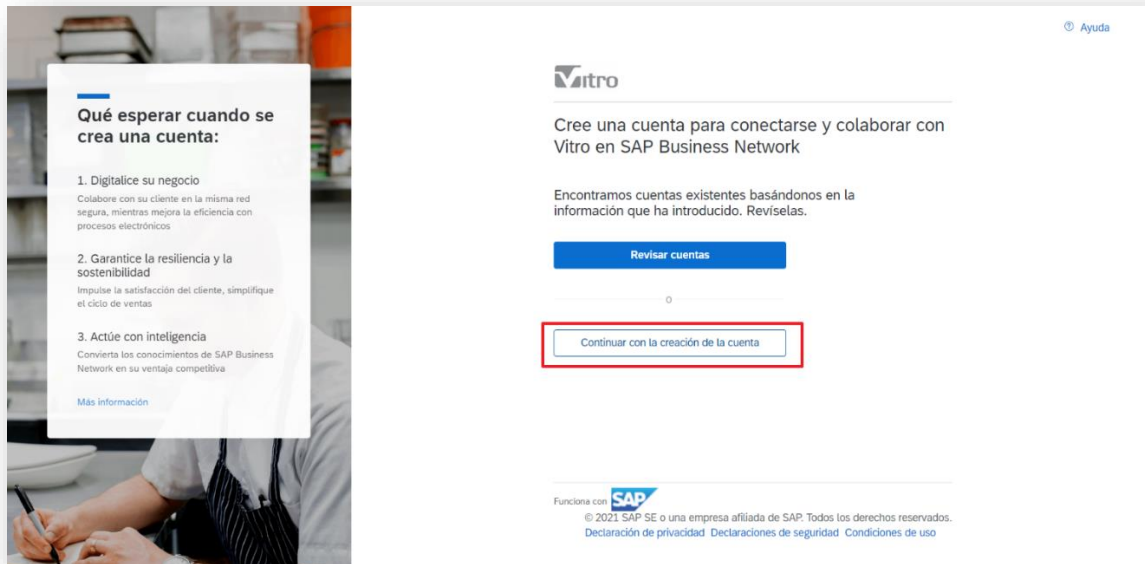 Ayuda
Qué esperar cuando se
crea una cuenta:
1. Digitalice su negocio
Colabore con su cliente en la misma red
segura, mientras mejora la eficiencia con
procesos electrónicos
2. Garantice la resiliencia y la
sostenibilidad
Impulse la satisfacción del cliente, simplifique
el ciclo de ventas
3. Actúe con inteligencia
Convierta los conocimientos de SAP Business
Network en su ventaja competitiva
Más información
Vitro
Cree una cuenta para conectarse y colaborar con
Vitro en SAP Business Network
Encontramos cuentas existentes basándonos en la
información que ha introducido. Revíselas.
Revisar cuentas
o
Continuar con la creación de la cuenta
Funciona con SAP
© 2021 SAP SE o una empresa afiliada de SAP. Todos los derechos reservados.
Declaración de privacidad Declaraciones de seguridad Condiciones de uso